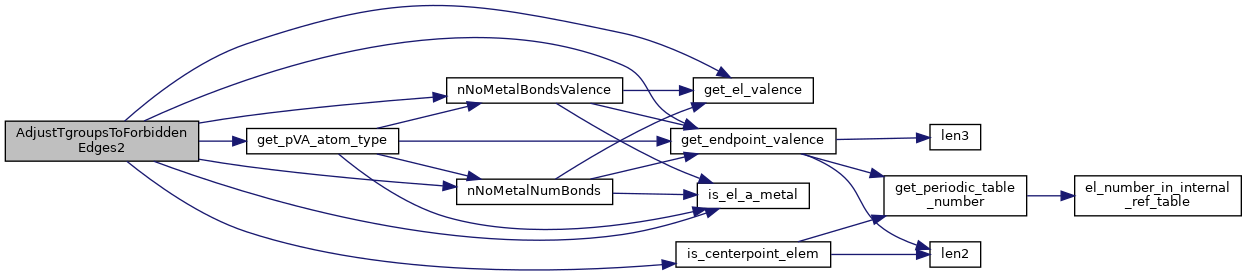 AdjustTgroupsToForbidden
Edges2
get_pVA_atom_type
nNoMetalBondsValence
nNoMetalNumBonds
get_el_valence
get_endpoint_valence
is_el_a_metal
is_centerpoint_elem
len3
get_periodic_table
_number
len2
el_number_in_internal
_ref_table